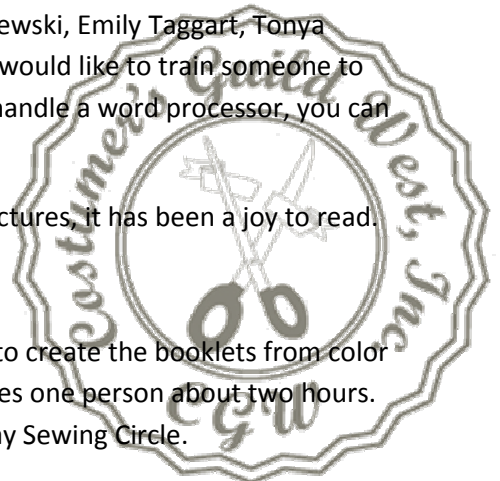 ewski, Emily Taggart, Tonya
would like to train someone to
handle a word processor, you can
ctures, it has been a joy to read.
to create the booklets from color
es one person about two hours.
ny Sewing Circle.
Costumer's Guild West, Inc.
CGW